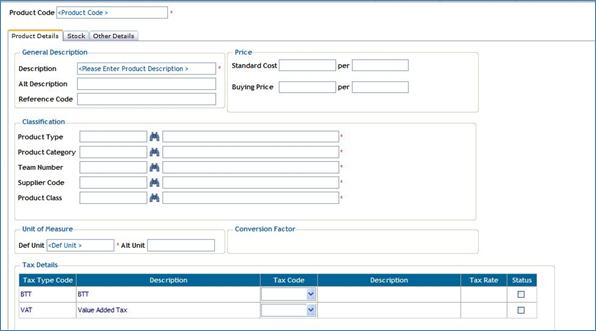 Product Code <Product Code > *
Product Details Stock Other Details
General Description
Description <Please Enter Product Description > *
Alt Description
Reference Code
Price
Standard Cost per
Buying Price per
Classification
Product Type *
Product Category *
Team Number *
Supplier Code *
Product Class *
Unit of Measure
Def Unit <Def Unit > * Alt Unit
Conversion Factor
Tax Details
Tax Type Code Description Tax Code Description Tax Rate Status
BTT BTT
VAT Value Added Tax